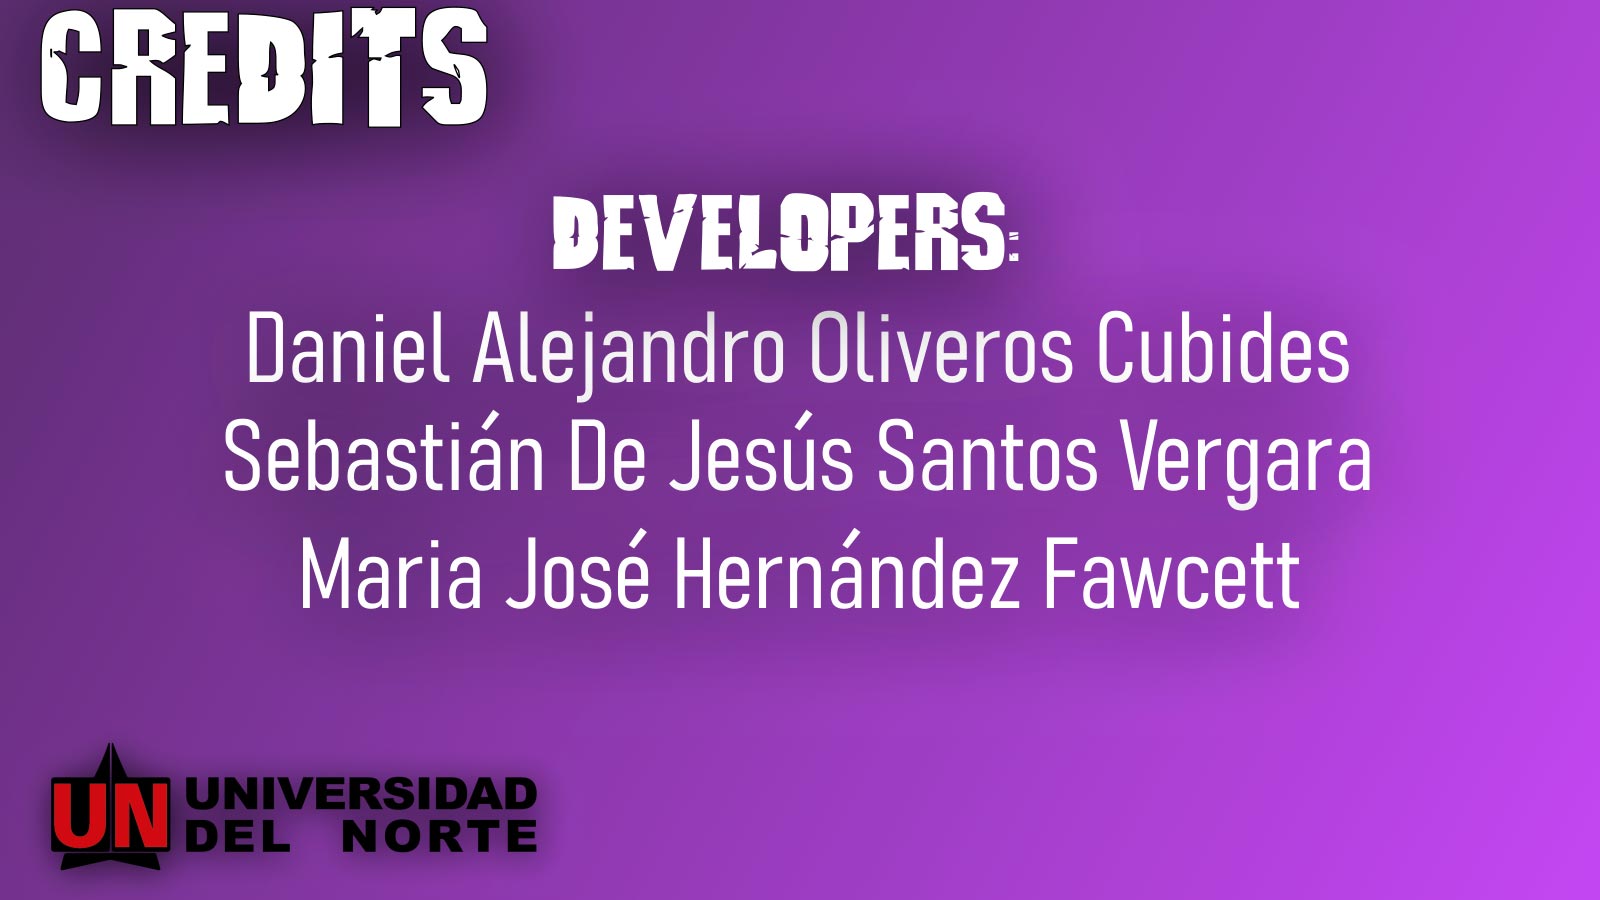 CREDITS
DEVELOPERS:
Daniel Alejandro Oliveros Cubides
Sebastián De Jesús Santos Vergara
Maria José Hernández Fawcett
UN
UNIVERSIDAD
DEL NORTE